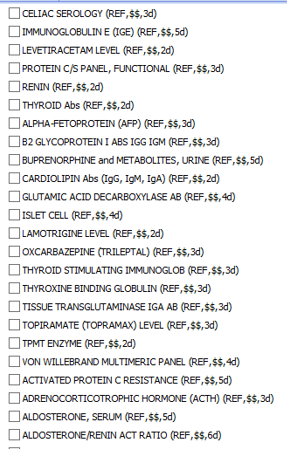 CELIAC SEROLOGY (REF,$$,3d)
IMMUNOGLOBULIN E (IGE) (REF,$$,5d)
LEVETIRACETAM LEVEL (REF,$$,2d)
PROTEIN C/S PANEL, FUNCTIONAL (REF,$$,3d)
RENIN (REF,$$,2d)
THYROID Abs (REF,$$,2d)
ALPHA-FETOPROTEIN (AFP) (REF,$$,3d)
B2 GLYCOPROTEIN I ABS IGG IGM (REF,$$,3d)
BUPRENORPHINE and METABOLITES, URINE (REF,$$,5d)
CARDIOLIPIN Abs (IgG, IgM, IgA) (REF,$$,2d)
GLUTAMIC ACID DECARBOXYLASE AB (REF,$$,4d)
ISLET CELL (REF,$$,4d)
LAMOTRIGINE LEVEL (REF,$$,2d)
OXCARBAZEPINE (TRILEPTAL) (REF,$$,3d)
THYROID STIMULATING IMMUNOGLOB (REF,$$,3d)
THYROXINE BINDING GLOBULIN (REF,$$,3d)
TISSUE TRANSGLUTAMINASE IGA AB (REF,$$,3d)
TOPIRAMATE (TOPRAMAX) LEVEL (REF,$$,3d)
TPMT ENZYME (REF,$$,2d)
VON WILLEBRAND MULTIMERIC PANEL (REF,$$,4d)
ACTIVATED PROTEIN C RESISTANCE (REF,$$,5d)
ADRENOCORTICOTROPHIC HORMONE (ACTH) (REF,$$,3d)
ALDOSTERONE, SERUM (REF,$$,5d)
ALDOSTERONE/RENIN ACT RATIO (REF,$$,6d)